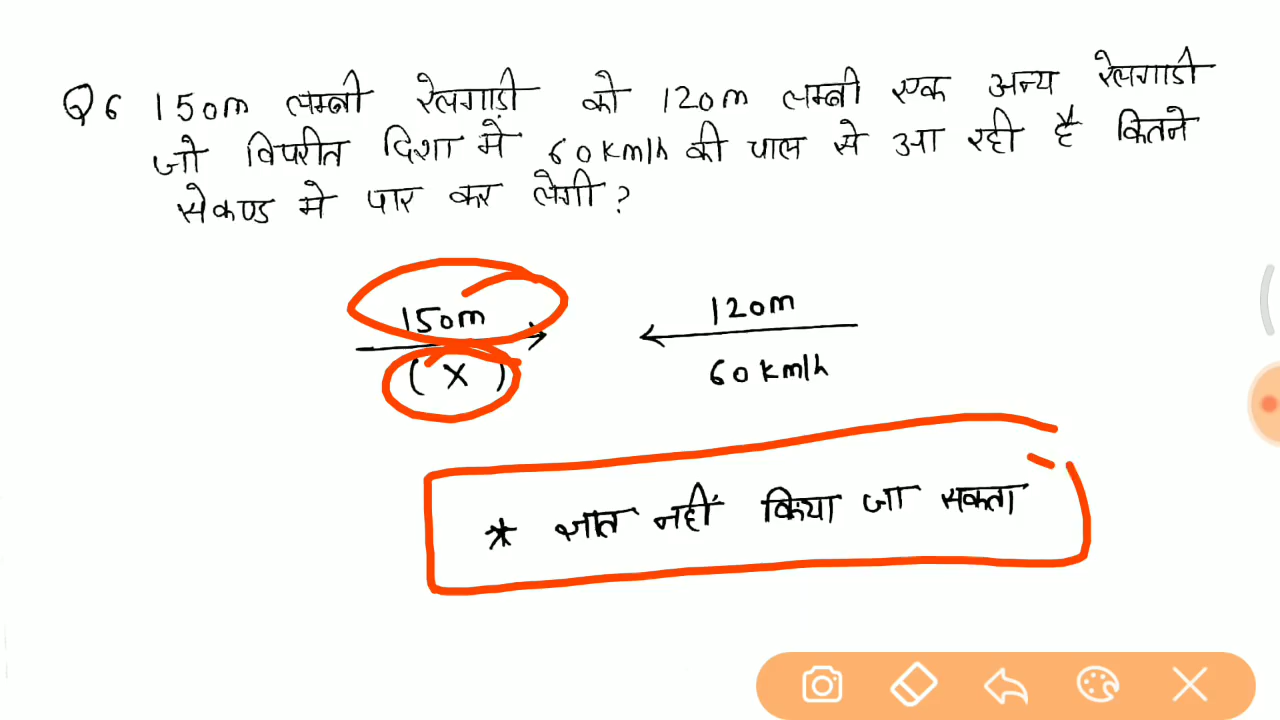 Q 6 150m लम्बी रेलगाड़ी को 120m लम्बी एक अन्य रेलगाडी
जो विपरीत दिशा में 60km/h की चाल से आ रही है कितने
सेकण्ड मे पार कर लेगी ?
150m
120m
( X )
60km/h
* ज्ञात नहीं किया जा सकता